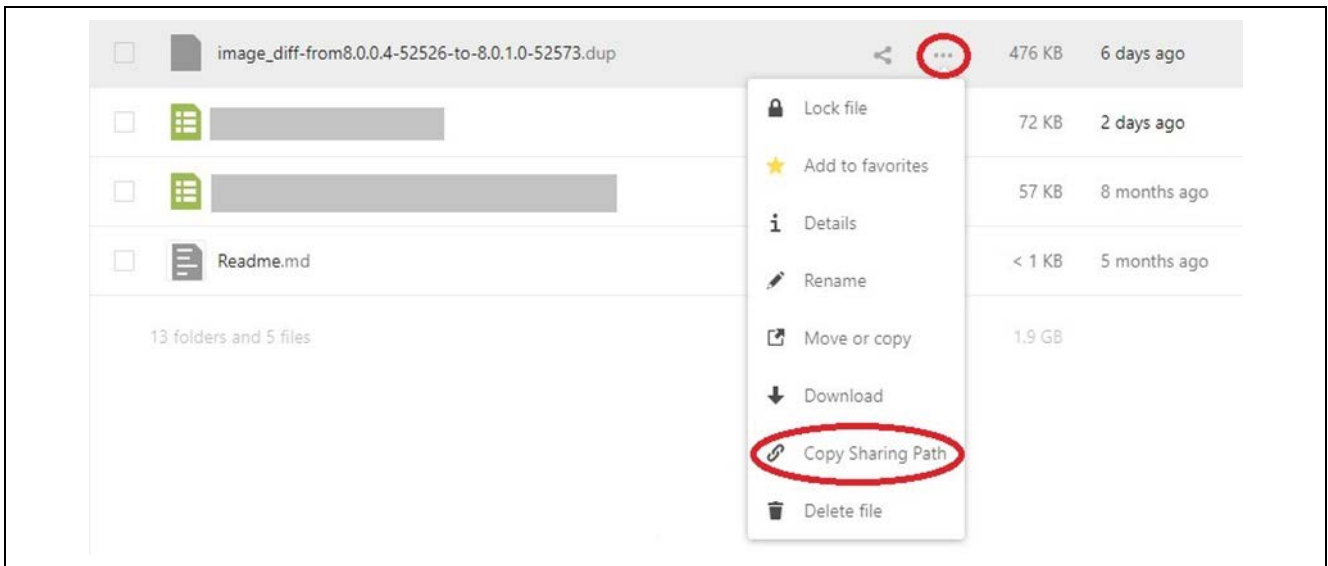 image_diff-from8.0.0.4-52526-to-8.0.1.0-52573.dup ··· 476 KB 6 days ago
Lock file
72 KB 2 days ago
Add to favorites
57 KB 8 months ago
Details
Readme.md < 1 KB 5 months ago
Rename
13 folders and 5 files 1.9 GB
Move or copy
Download
Copy Sharing Path
Delete file